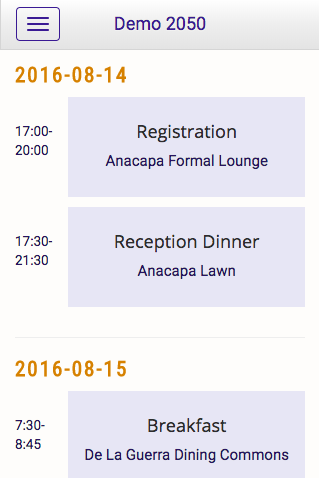 Demo 2050
2016-08-14
17:00-
20:00
Registration
Anacapa Formal Lounge
17:30-
21:30
Reception Dinner
Anacapa Lawn
2016-08-15
7:30-
8:45
Breakfast
De La Guerra Dining Commons